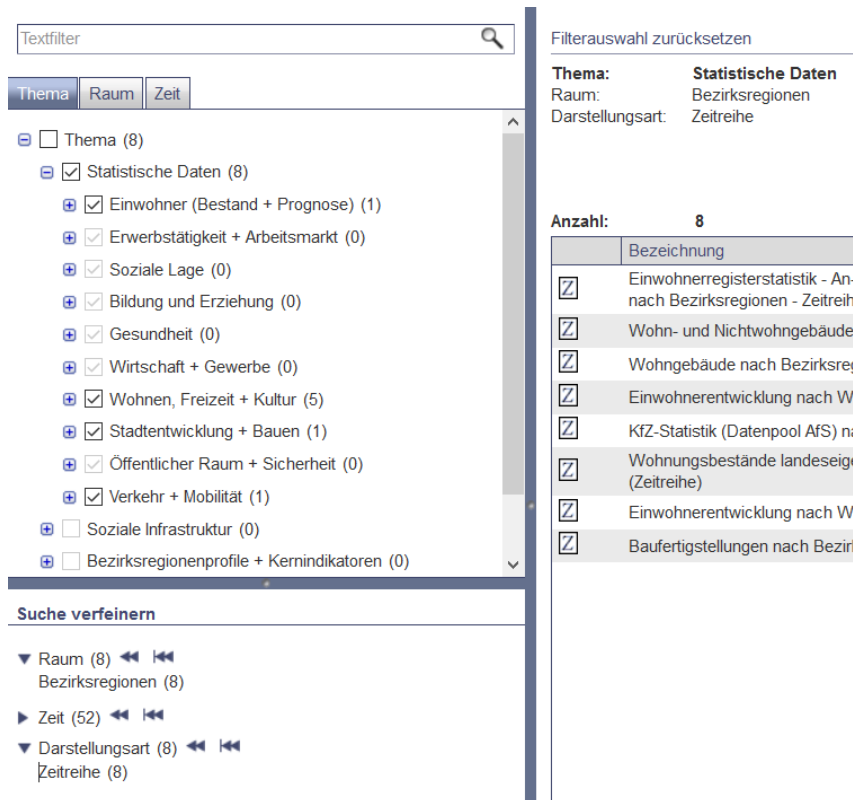 Textfilter
Thema Raum Zeit
Thema (8)
Statistische Daten (8)
Einwohner (Bestand + Prognose) (1)
Erwerbstätigkeit + Arbeitsmarkt (0)
Soziale Lage (0)
Bildung und Erziehung (0)
Gesundheit (0)
Wirtschaft + Gewerbe (0)
Wohnen, Freizeit + Kultur (5)
Stadtentwicklung + Bauen (1)
Öffentlicher Raum + Sicherheit (0)
Verkehr + Mobilität (1)
Soziale Infrastruktur (0)
Bezirksregionenprofile + Kernindikatoren (0)
Suche verfeinern
Raum (8)
Bezirksregionen (8)
Zeit (52)
Darstellungsart (8)
Zeitreihe (8)
Filterauswahl zurücksetzen
Thema: Statistische Daten
Raum: Bezirksregionen
Darstellungsart: Zeitreihe
Anzahl: 8
Bezeichnung
Z Einwohnerregisterstatistik - An-
nach Bezirksregionen - Zeitreih
Z Wohn- und Nichtwohngebäude
Z Wohngebäude nach Bezirksreg
Z Einwohnerentwicklung nach W
Z KfZ-Statistik (Datenpool AfS) na
Z Wohnungsbestände landeseige
(Zeitreihe)
Z Einwohnerentwicklung nach W
Z Baufertigstellungen nach Bezirk